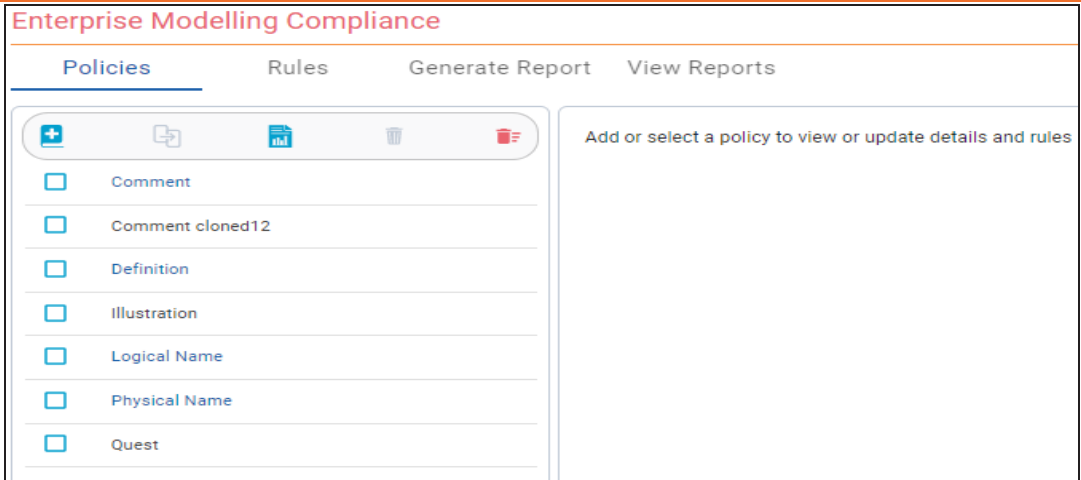 Enterprise Modelling Compliance
Policies Rules Generate Report View Reports
Add or select a policy to view or update details and rules
Comment
Comment cloned12
Definition
Illustration
Logical Name
Physical Name
Quest